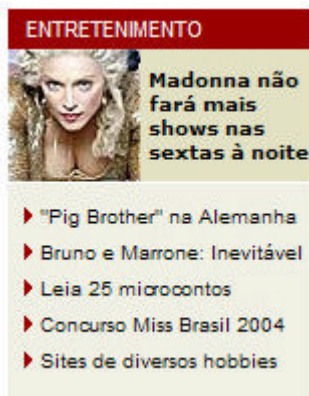 ENTRETENIMENTO
Madonna não
fará mais
shows nas
sextas à noite
"Pig Brother" na Alemanha
Bruno e Marrone: Inevitável
Leia 25 microcontos
Concurso Miss Brasil 2004
Sites de diversos hobbies